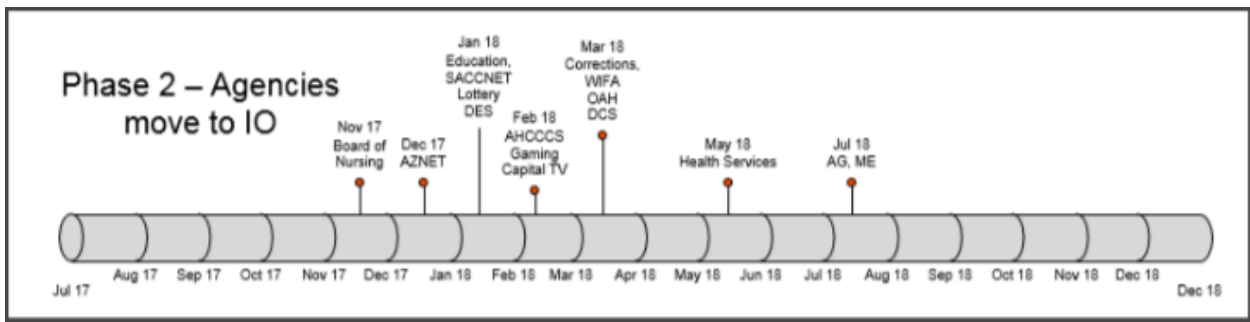 Phase 2 – Agencies
move to IO
Nov 17
Board of
Nursing
Dec 17
AZNET
Jan 18
Education,
SACCNET
Lottery
DES
Feb 18
AHCCCS
Gaming
Capital TV
Mar 18
Corrections,
WIFA
OAH
DCS
May 18
Health Services
Jul 18
AG, ME
Jul 17
Aug 17
Sep 17
Oct 17
Nov 17
Dec 17
Jan 18
Feb 18
Mar 18
Apr 18
May 18
Jun 18
Jul 18
Aug 18
Sep 18
Oct 18
Nov 18
Dec 18
Dec 18